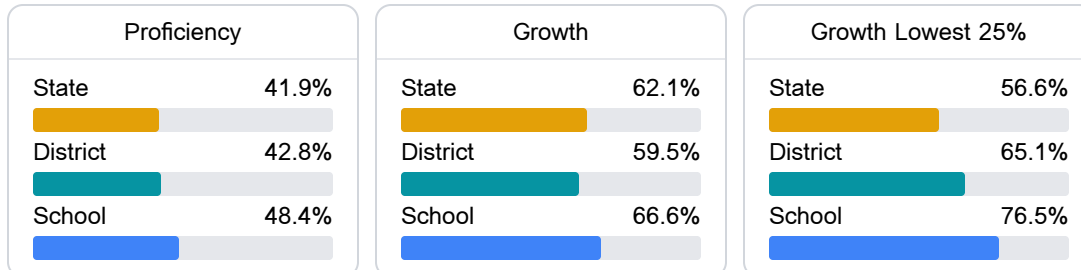 Proficiency
State 41.9%
District 42.8%
School 48.4%
Growth
State 62.1%
District 59.5%
School 66.6%
Growth Lowest 25%
State 56.6%
District 65.1%
School 76.5%